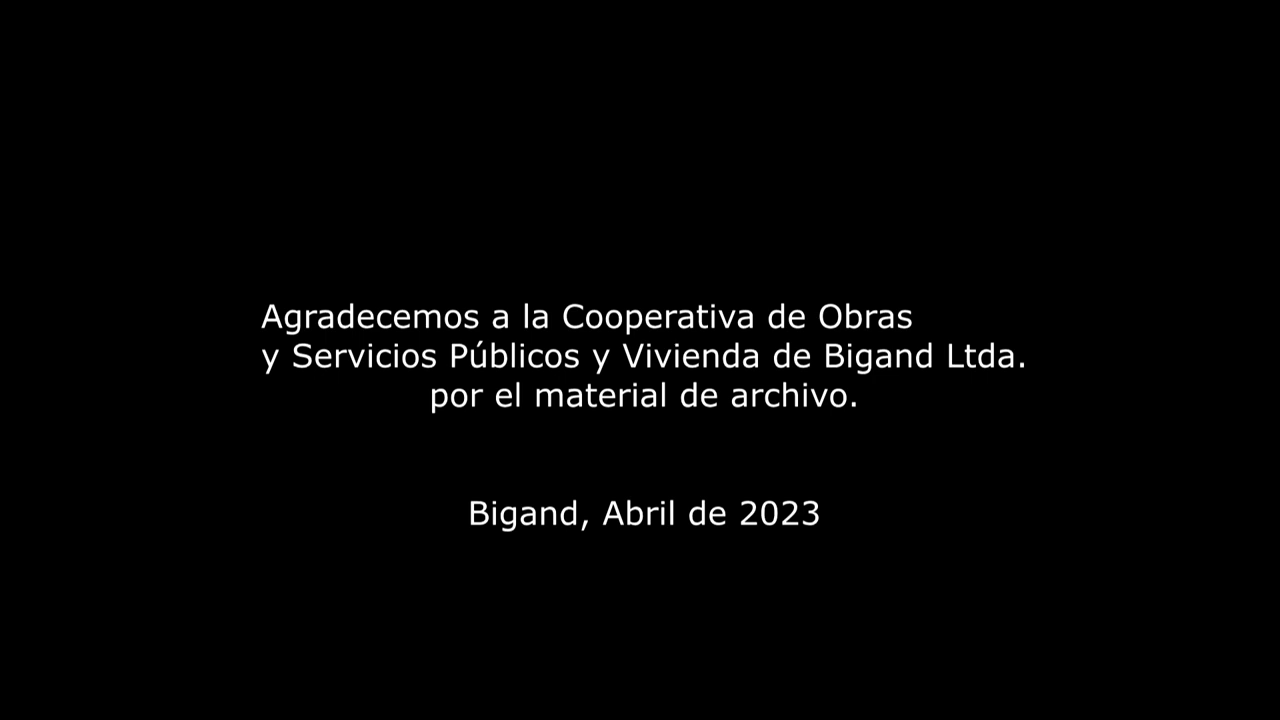 Agradecemos a la Cooperativa de Obras
y Servicios Públicos y Vivienda de Bigand Ltda.
por el material de archivo.
Bigand, Abril de 2023